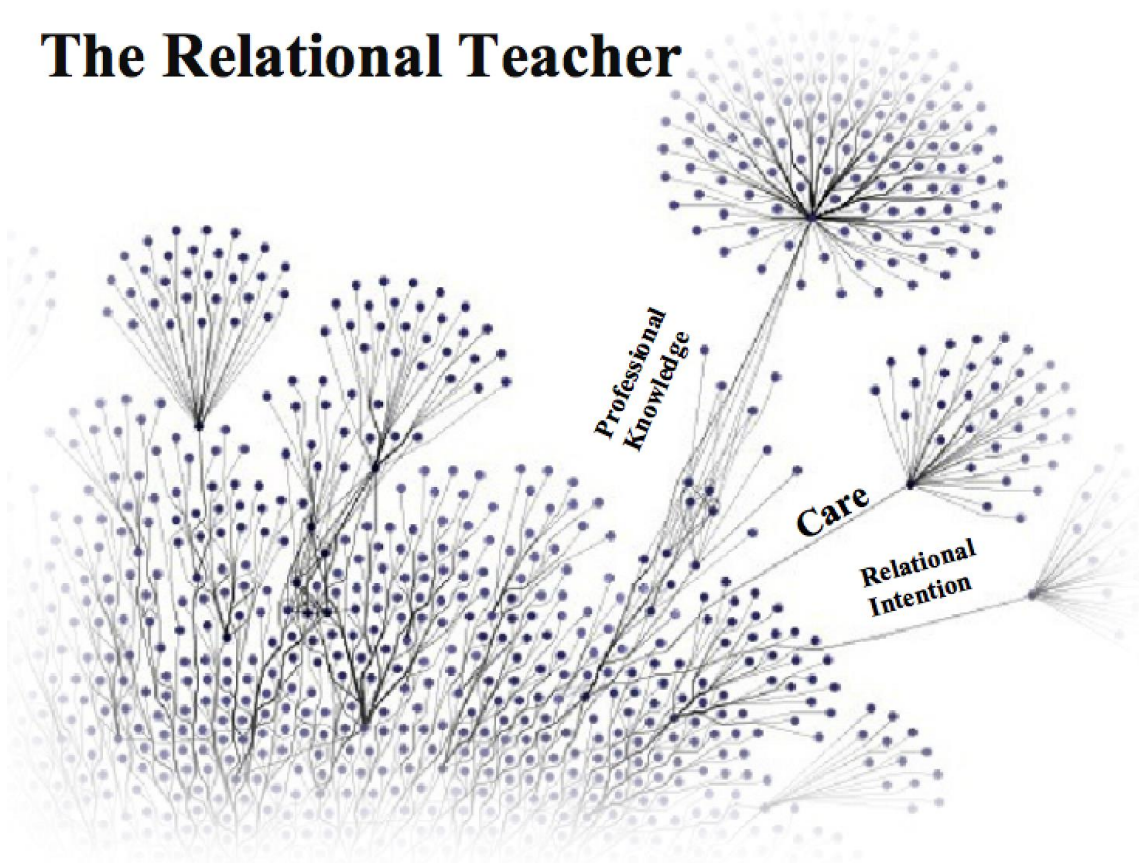 The Relational Teacher
Professional
Knowledge
Care
Relational
Intention